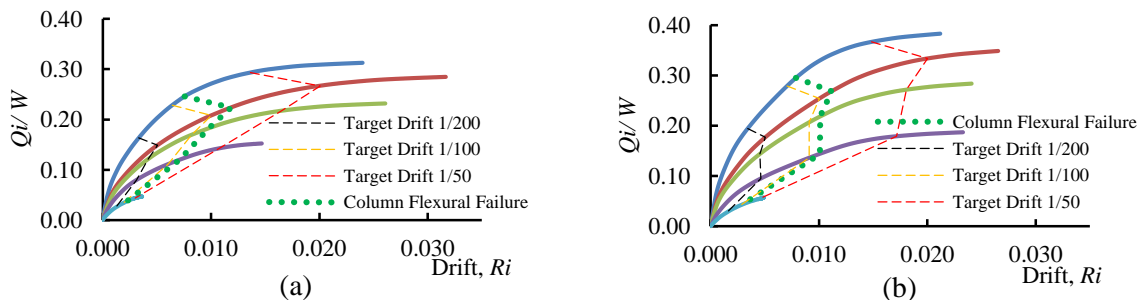 0.40
0.30
0.20
0.10
0.00
Qi/ W
0.000
0.010
0.020
0.030
Drift, Ri
Target Drift 1/200
Target Drift 1/100
Target Drift 1/50
Column Flexural Failure
(a)
0.40
0.30
0.20
0.10
0.00
Qi/ W
0.000
0.010
0.020
0.030
Drift, Ri
Column Flexural Failure
Target Drift 1/200
Target Drift 1/100
Target Drift 1/50
(b)